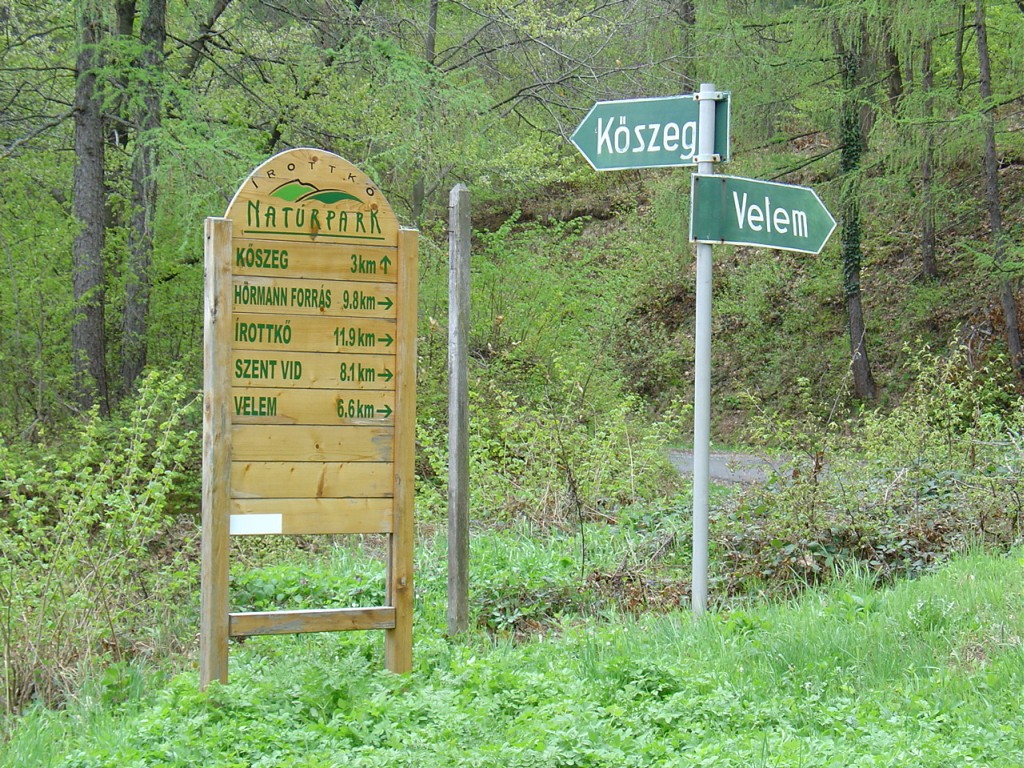 ÍROTTKŐ
NATÚRPARK
KŐSZEG 3km ↑
HÖRMANN FORRÁS 9.8km →
ÍROTTKŐ 11.9km →
SZENT VID 8.1km →
VELEM 6.6km →
Kőszeg
Velem